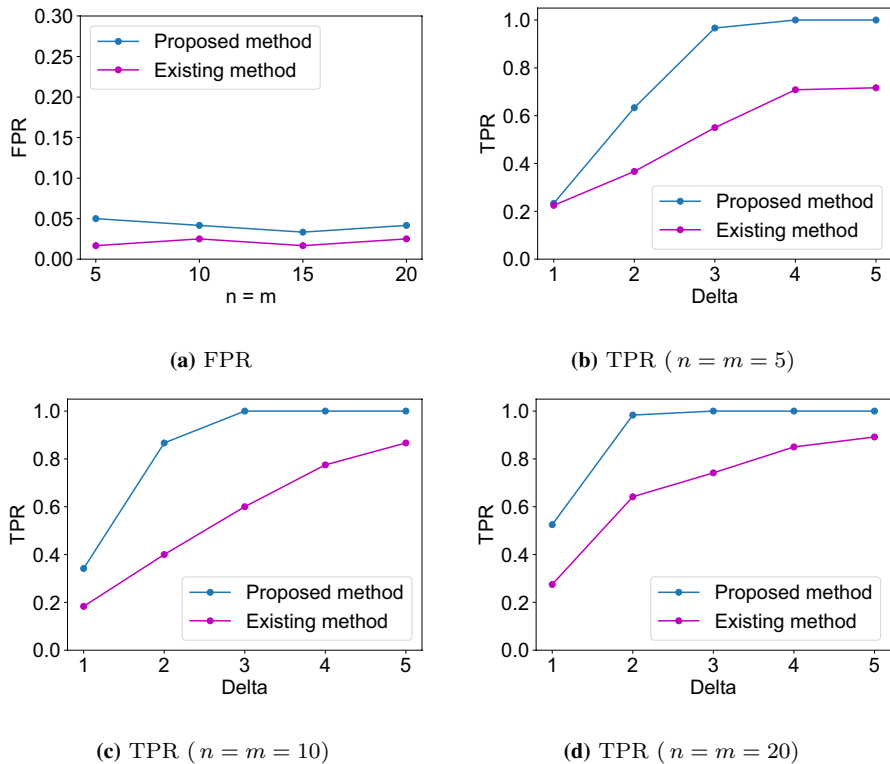 0.30
0.25
0.20
0.15
0.10
0.05
0.00
FPR
Proposed method
Existing method
5 10 15 20
n = m
(a) FPR
1.0
0.8
0.6
0.4
0.2
0.0
TPR
Proposed method
Existing method
1 2 3 4 5
Delta
(b) TPR ( n = m = 5)
1.0
0.8
0.6
0.4
0.2
0.0
TPR
Proposed method
Existing method
1 2 3 4 5
Delta
(c) TPR ( n = m = 10)
1.0
0.8
0.6
0.4
0.2
0.0
TPR
Proposed method
Existing method
1 2 3 4 5
Delta
(d) TPR ( n = m = 20)